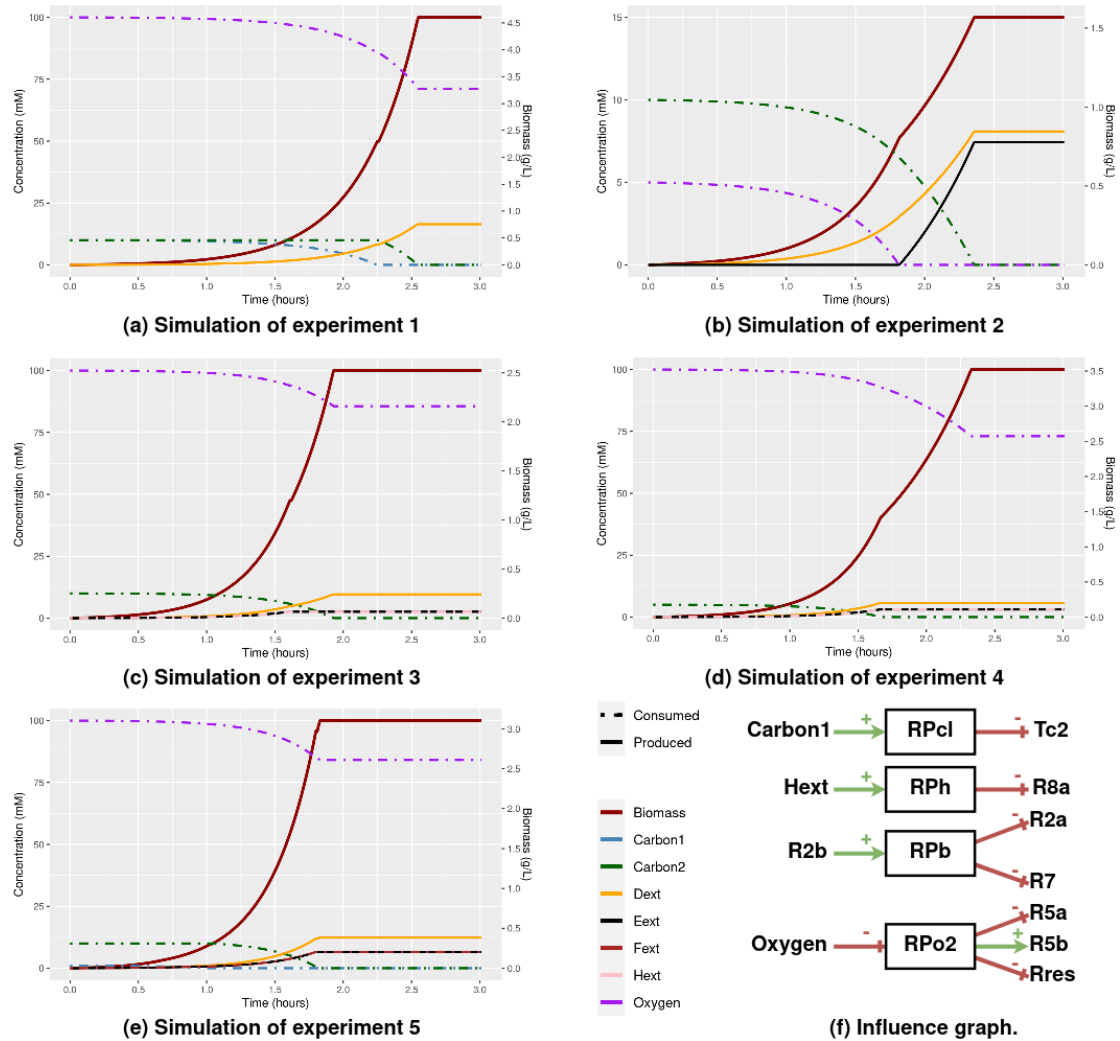 100
75
50
25
0
4.5
4.0
3.5
3.0
2.5
2.0
1.5
1.0
0.5
0.0
Concentration (mM)
Biomass (g/L)
0.0 0.5 1.0 1.5 2.0 2.5 3.0
Time (hours)
(a) Simulation of experiment 1
15
10
5
0
1.5
1.0
0.5
0.0
Concentration (mM)
Biomass (g/L)
0.0 0.5 1.0 1.5 2.0 2.5 3.0
Time (hours)
(b) Simulation of experiment 2
100
75
50
25
0
2.5
2.2
1.5
1.2
0.5
0.2
0.0
Concentration (mM)
Biomass (g/L)
0.0 0.5 1.0 1.5 2.0 2.5 3.0
Time (hours)
(c) Simulation of experiment 3
100
75
50
25
0
3.5
3.0
2.5
2.0
1.5
1.0
0.5
0.0
Concentration (mM)
Biomass (g/L)
0.0 0.5 1.0 1.5 2.0 2.5 3.0
Time (hours)
(d) Simulation of experiment 4
100
75
50
25
0
3.0
2.5
2.0
1.5
1.0
0.5
0.0
Concentration (mM)
Biomass (g/L)
0.0 0.5 1.0 1.5 2.0 2.5 3.0
Time (hours)
(e) Simulation of experiment 5
Consumed
Produced
Biomass
Carbon1
Carbon2
Dext
Eext
Fext
Hext
Oxygen
Carbon1 + RPcl - Tc2
Hext + RPh - R8a
R2b + RPb - R2a
- R7
Oxygen - RPo2 - R5a
+ R5b
- Rres
(f) Influence graph.